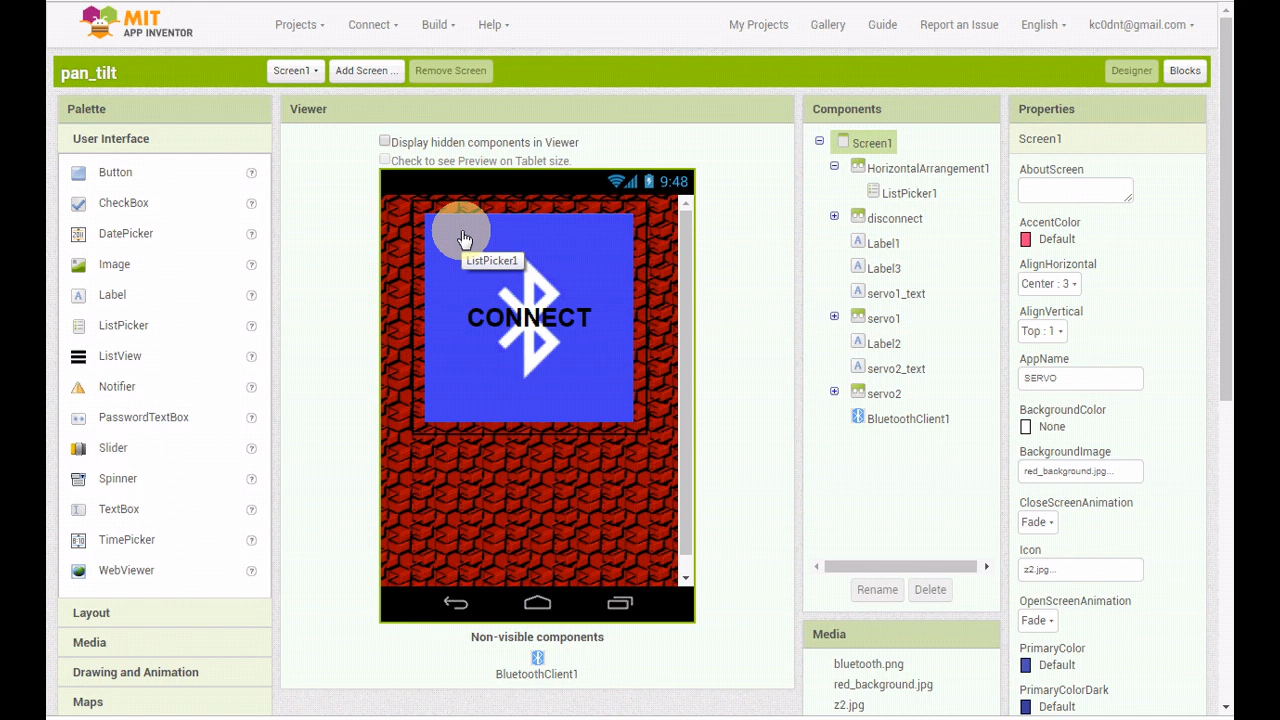 MIT
APP INVENTOR
Projects
Connect
Build
Help
My Projects
Gallery
Guide
Report an Issue
English
kc0dnt@gmail.com
pan_tilt
Screen1
Add Screen ...
Remove Screen
Designer
Blocks
Palette
User Interface
Button
?
CheckBox
?
DatePicker
?
Image
?
Label
?
ListPicker
?
ListView
?
Notifier
?
PasswordTextBox
?
Slider
?
Spinner
?
TextBox
?
TimePicker
?
WebViewer
?
Layout
Media
Drawing and Animation
Maps
Viewer
Display hidden components in Viewer
Check to see Preview on Tablet size.
9:48
ListPicker1
CONNECT
Non-visible components
BluetoothClient1
Components
Screen1
HorizontalArrangement1
ListPicker1
disconnect
A Label1
A Label3
A servo1_text
servo1
A Label2
A servo2_text
servo2
BluetoothClient1
Rename
Delete
Media
bluetooth.png
red_background.jpg
z2.jpg
Properties
Screen1
AboutScreen
AccentColor
Default
AlignHorizontal
Center : 3
AlignVertical
Top : 1
AppName
SERVO
BackgroundColor
None
BackgroundImage
red_background.jpg...
CloseScreenAnimation
Fade
Icon
z2.jpg...
OpenScreenAnimation
Fade
PrimaryColor
Default
PrimaryColorDark
Default